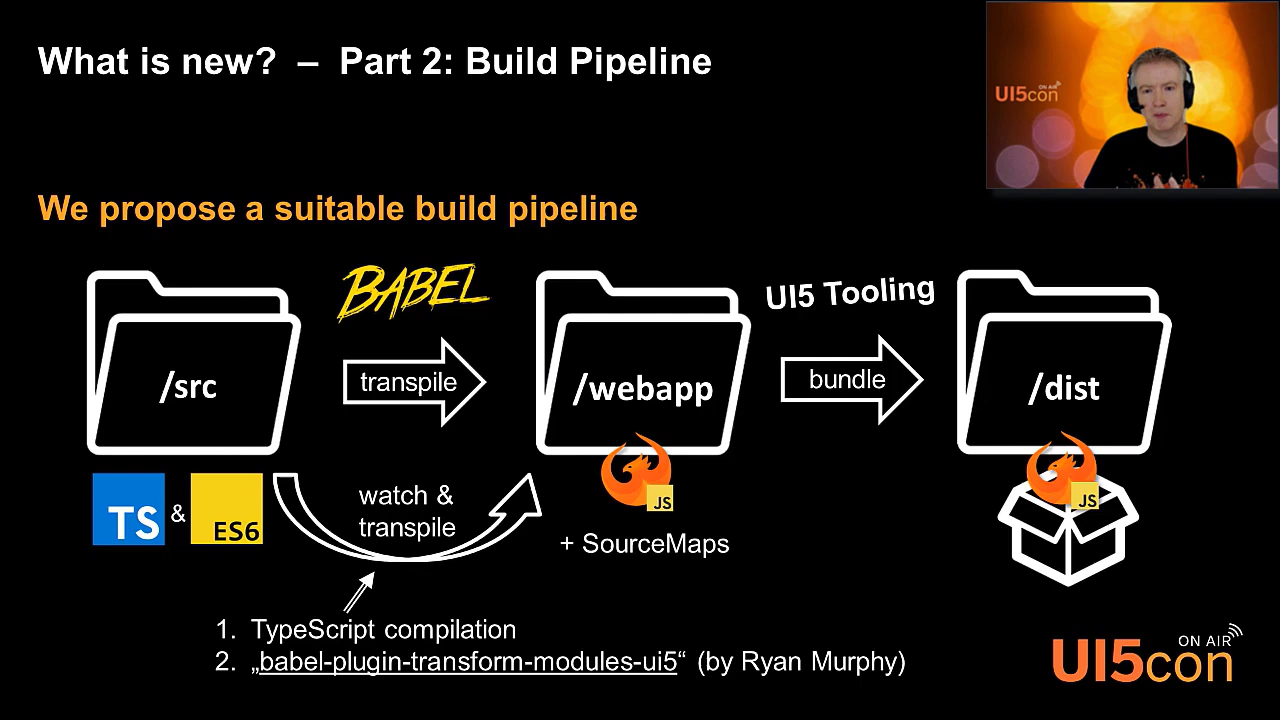 What is new? – Part 2: Build Pipeline
UI5con ON AIR
We propose a suitable build pipeline
BABEL
UI5 Tooling
/src
transpile
/webapp
bundle
/dist
TS & ES6
watch &
transpile
JS
JS
+ SourceMaps
1. TypeScript compilation
2. „babel-plugin-transform-modules-ui5“ (by Ryan Murphy)
UI5con ON AIR